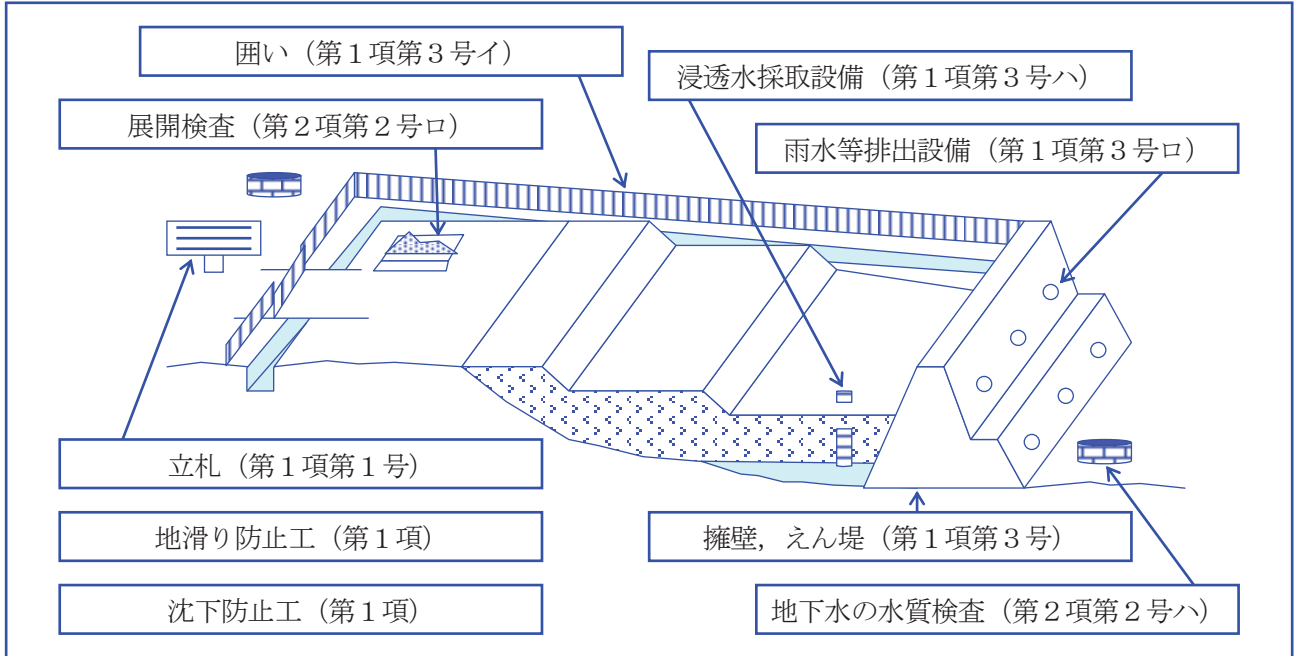 囲い（第１項第３号イ）
浸透水採取設備（第１項第３号ハ）
展開検査（第２項第２号ロ）
雨水等排出設備（第１項第３号ロ）
立札（第１項第１号）
地滑り防止工（第１項）
擁壁，えん堤（第１項第３号）
沈下防止工（第１項）
地下水の水質検査（第２項第２号ハ）